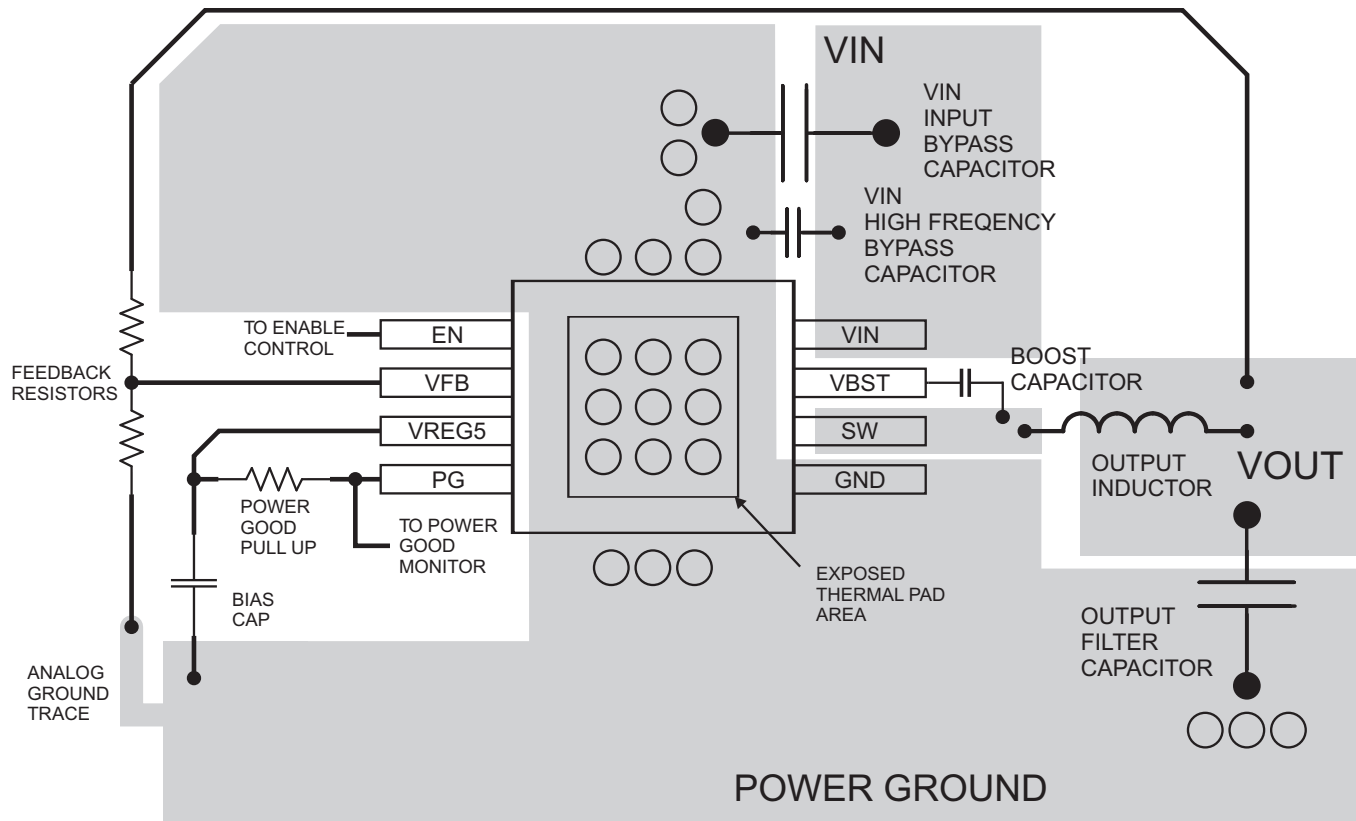 VIN
VIN
INPUT
BYPASS
CAPACITOR
VIN
HIGH FREQENCY
BYPASS
CAPACITOR
TO ENABLE
CONTROL
EN
VIN
FEEDBACK
RESISTORS
VFB
VBST
BOOST
CAPACITOR
VREG5
SW
OUTPUT
INDUCTOR
VOUT
PG
GND
POWER
GOOD
PULL UP
TO POWER
GOOD
MONITOR
EXPOSED
THERMAL PAD
AREA
BIAS
CAP
OUTPUT
FILTER
CAPACITOR
ANALOG
GROUND
TRACE
POWER GROUND